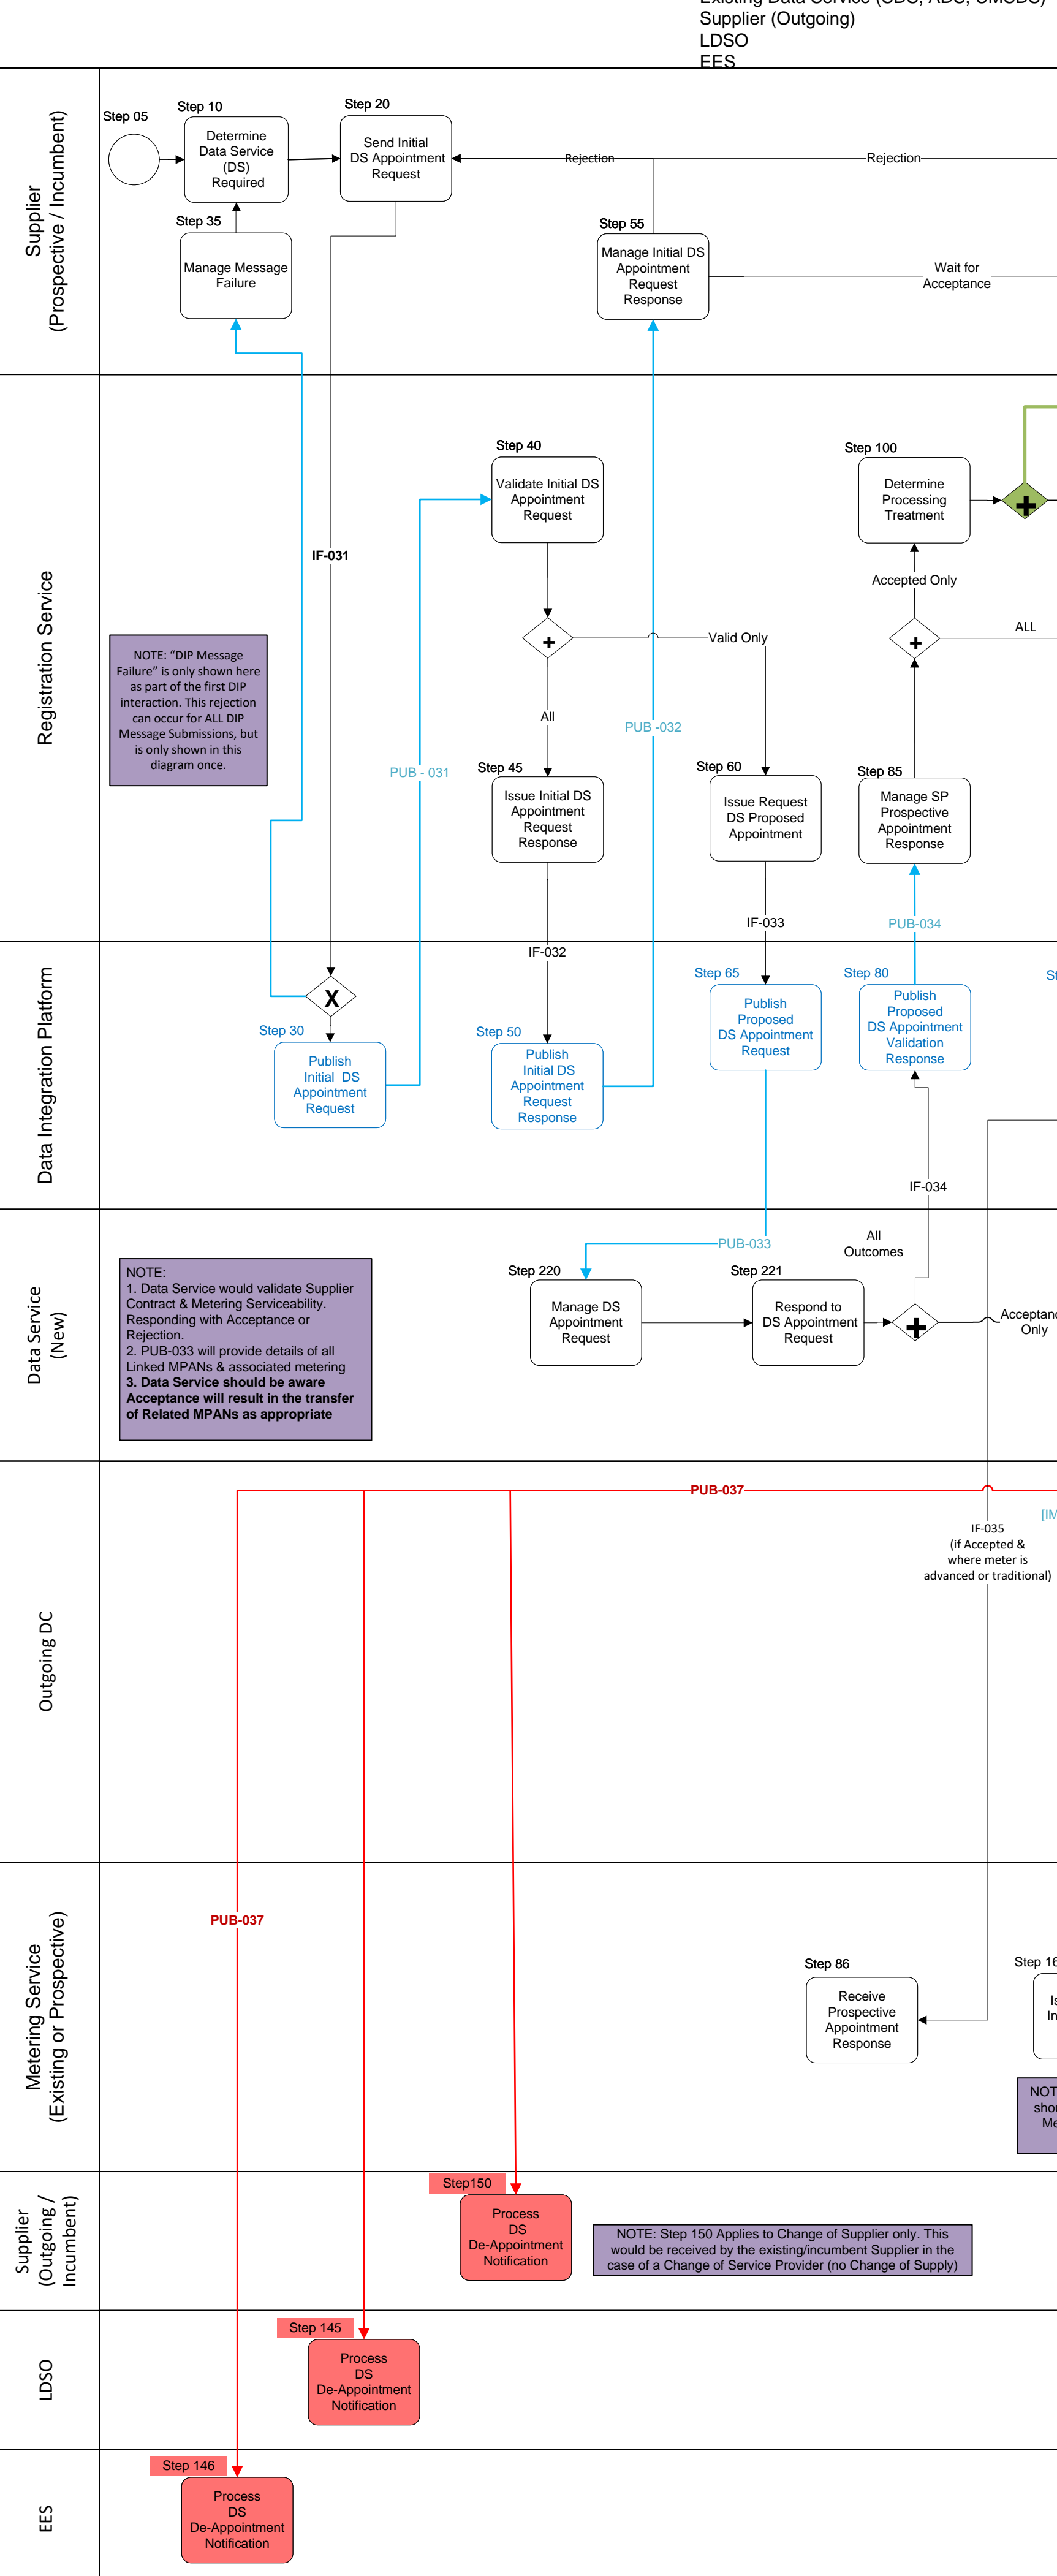 Supplier (Outgoing)
LDSO
EES
Supplier
(Prospective / Incumbent)
Step 05
Step 10
Determine
Data Service
(DS)
Required
Step 20
Send Initial
DS Appointment
Request
Rejection
Rejection
Step 35
Manage Message
Failure
Step 55
Manage Initial DS
Appointment
Request
Response
Wait for
Acceptance
Registration Service
Step 40
Validate Initial DS
Appointment
Request
Step 100
Determine
Processing
Treatment
IF-031
Accepted Only
+
Valid Only
+
ALL
NOTE: “DIP Message
Failure” is only shown here
as part of the first DIP
interaction. This rejection
can occur for ALL DIP
Message Submissions, but
is only shown in this
diagram once.
All
PUB -032
PUB - 031
Step 45
Issue Initial DS
Appointment
Request
Response
Step 60
Issue Request
DS Proposed
Appointment
Step 85
Manage SP
Prospective
Appointment
Response
IF-033
PUB-034
IF-032
Data Integration Platform
X
Step 30
Publish
Initial DS
Appointment
Request
Step 50
Publish
Initial DS
Appointment
Request
Response
Step 65
Publish
Proposed
DS Appointment
Request
Step 80
Publish
Proposed
DS Appointment
Validation
Response
IF-034
Data Service
(New)
NOTE:
1. Data Service would validate Supplier
Contract & Metering Serviceability.
Responding with Acceptance or
Rejection.
2. PUB-033 will provide details of all
Linked MPANs & associated metering
3. Data Service should be aware
Acceptance will result in the transfer
of Related MPANs as appropriate
PUB-033
All
Outcomes
Step 220
Manage DS
Appointment
Request
Step 221
Respond to
DS Appointment
Request
+
Only
Outgoing DC
PUB-037
IF-035
(if Accepted &
where meter is
advanced or traditional)
Metering Service
(Existing or Prospective)
PUB-037
Step 86
Receive
Prospective
Appointment
Response
Supplier
(Outgoing /
Incumbent)
Step150
Process
DS
De-Appointment
Notification
NOTE: Step 150 Applies to Change of Supplier only. This
would be received by the existing/incumbent Supplier in the
case of a Change of Service Provider (no Change of Supply)
LDSO
Step 145
Process
DS
De-Appointment
Notification
EES
Step 146
Process
DS
De-Appointment
Notification